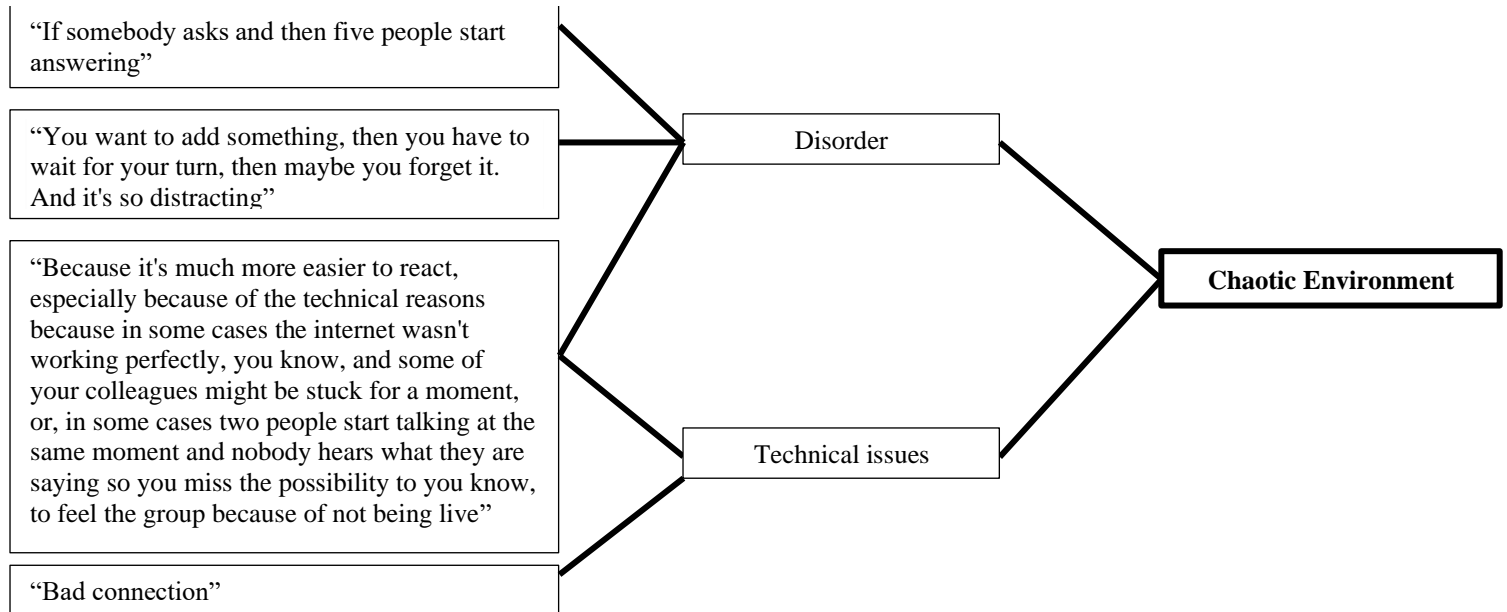 “If somebody asks and then five people start
answering”
“You want to add something, then you have to
wait for your turn, then maybe you forget it.
And it's so distracting”
“Because it's much more easier to react,
especially because of the technical reasons
because in some cases the internet wasn't
working perfectly, you know, and some of
your colleagues might be stuck for a moment,
or, in some cases two people start talking at the
same moment and nobody hears what they are
saying so you miss the possibility to you know,
to feel the group because of not being live”
“Bad connection”
Disorder
Technical issues
Chaotic Environment